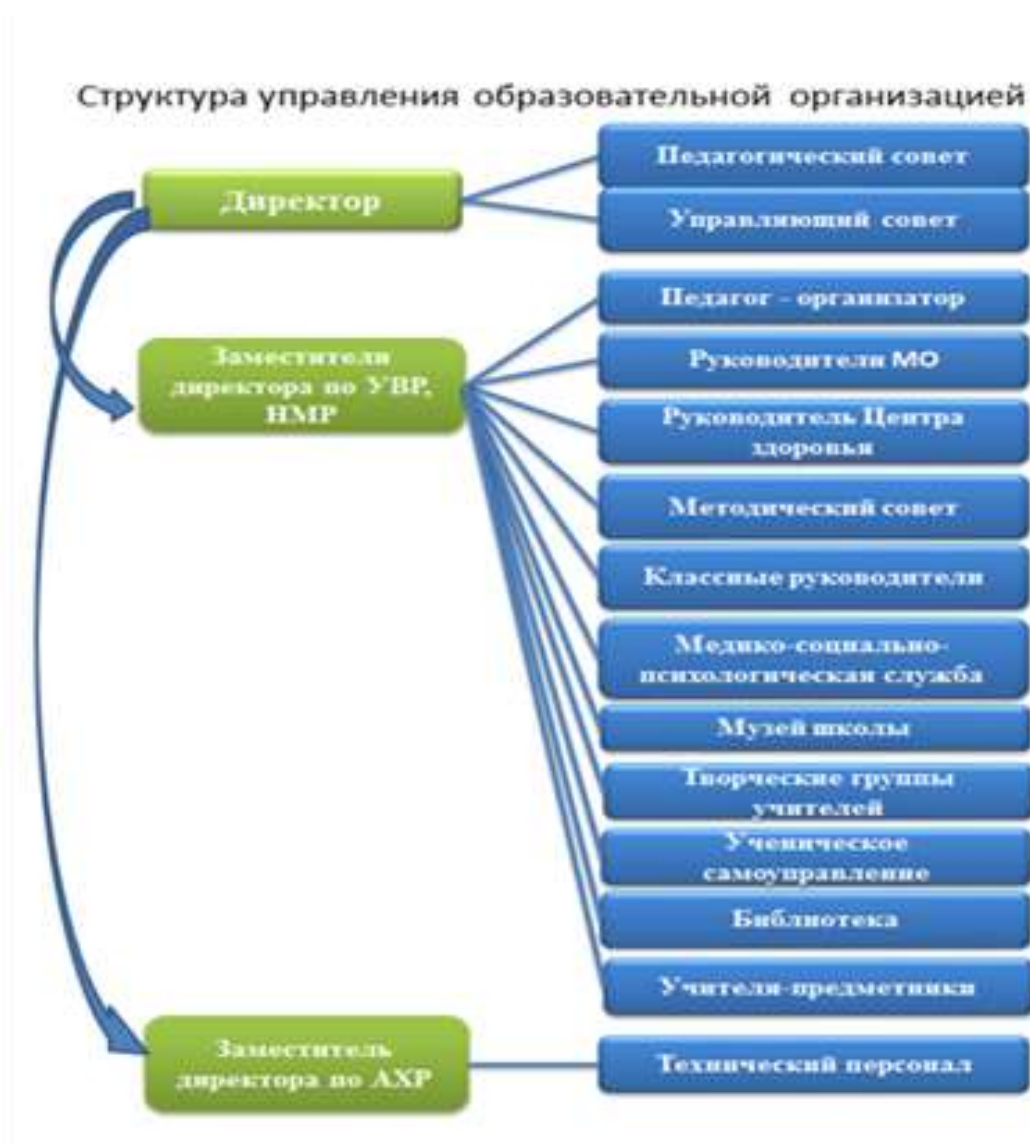 Структура управления образовательной организацией
Директор
Педагогический совет
Управляющий совет
Заместители
директора по УВР,
НМР
Педагог - организатор
Руководители МО
Руководитель Центра
здоровья
Методический совет
Классные руководители
Медико-социально-
психологическая служба
Музей школы
Творческие группы
учителей
Ученическое
самоуправление
Библиотека
Учителя-предметники
Заместитель
директора по АХР
Технический персонал